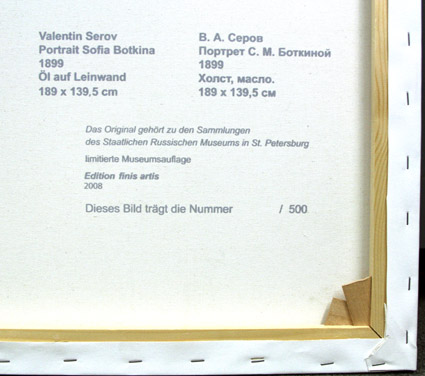 Valentin Serov
Portrait Sofia Botkina
1899
Öl auf Leinwand
189 x 139,5 cm
В. А. Серов
Портрет С. М. Боткиной
1899
Холст, масло.
189 x 139,5 см
Das Original gehört zu den Sammlungen
des Staatlichen Russischen Museums in St. Petersburg
limitierte Museumsauflage
Edition finis artis
2008
Dieses Bild trägt die Nummer / 500